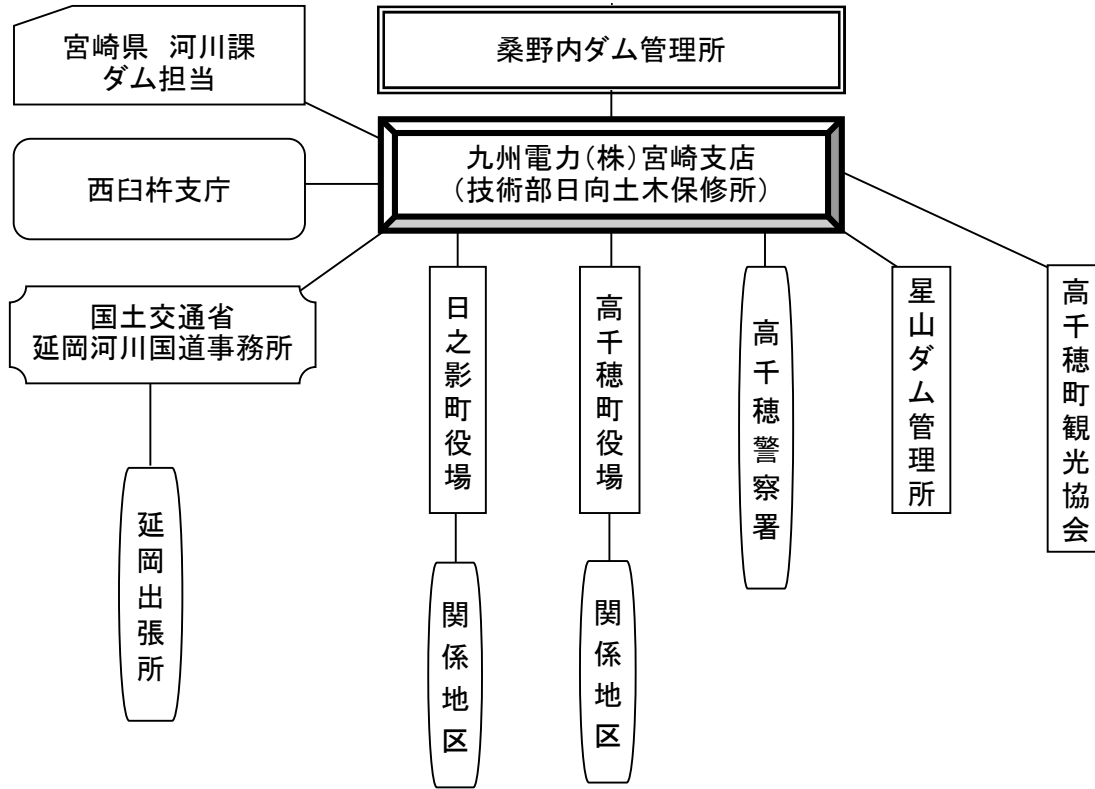 宮崎県 河川課
ダム担当
桑野内ダム管理所
九州電力(株)宮崎支店
(技術部日向土木保修所)
西臼杵支庁
国土交通省
延岡河川国道事務所
日之影町役場
高千穂町役場
高千穂警察署
星山ダム管理所
高千穂町観光協会
延岡出張所
関係地区
関係地区